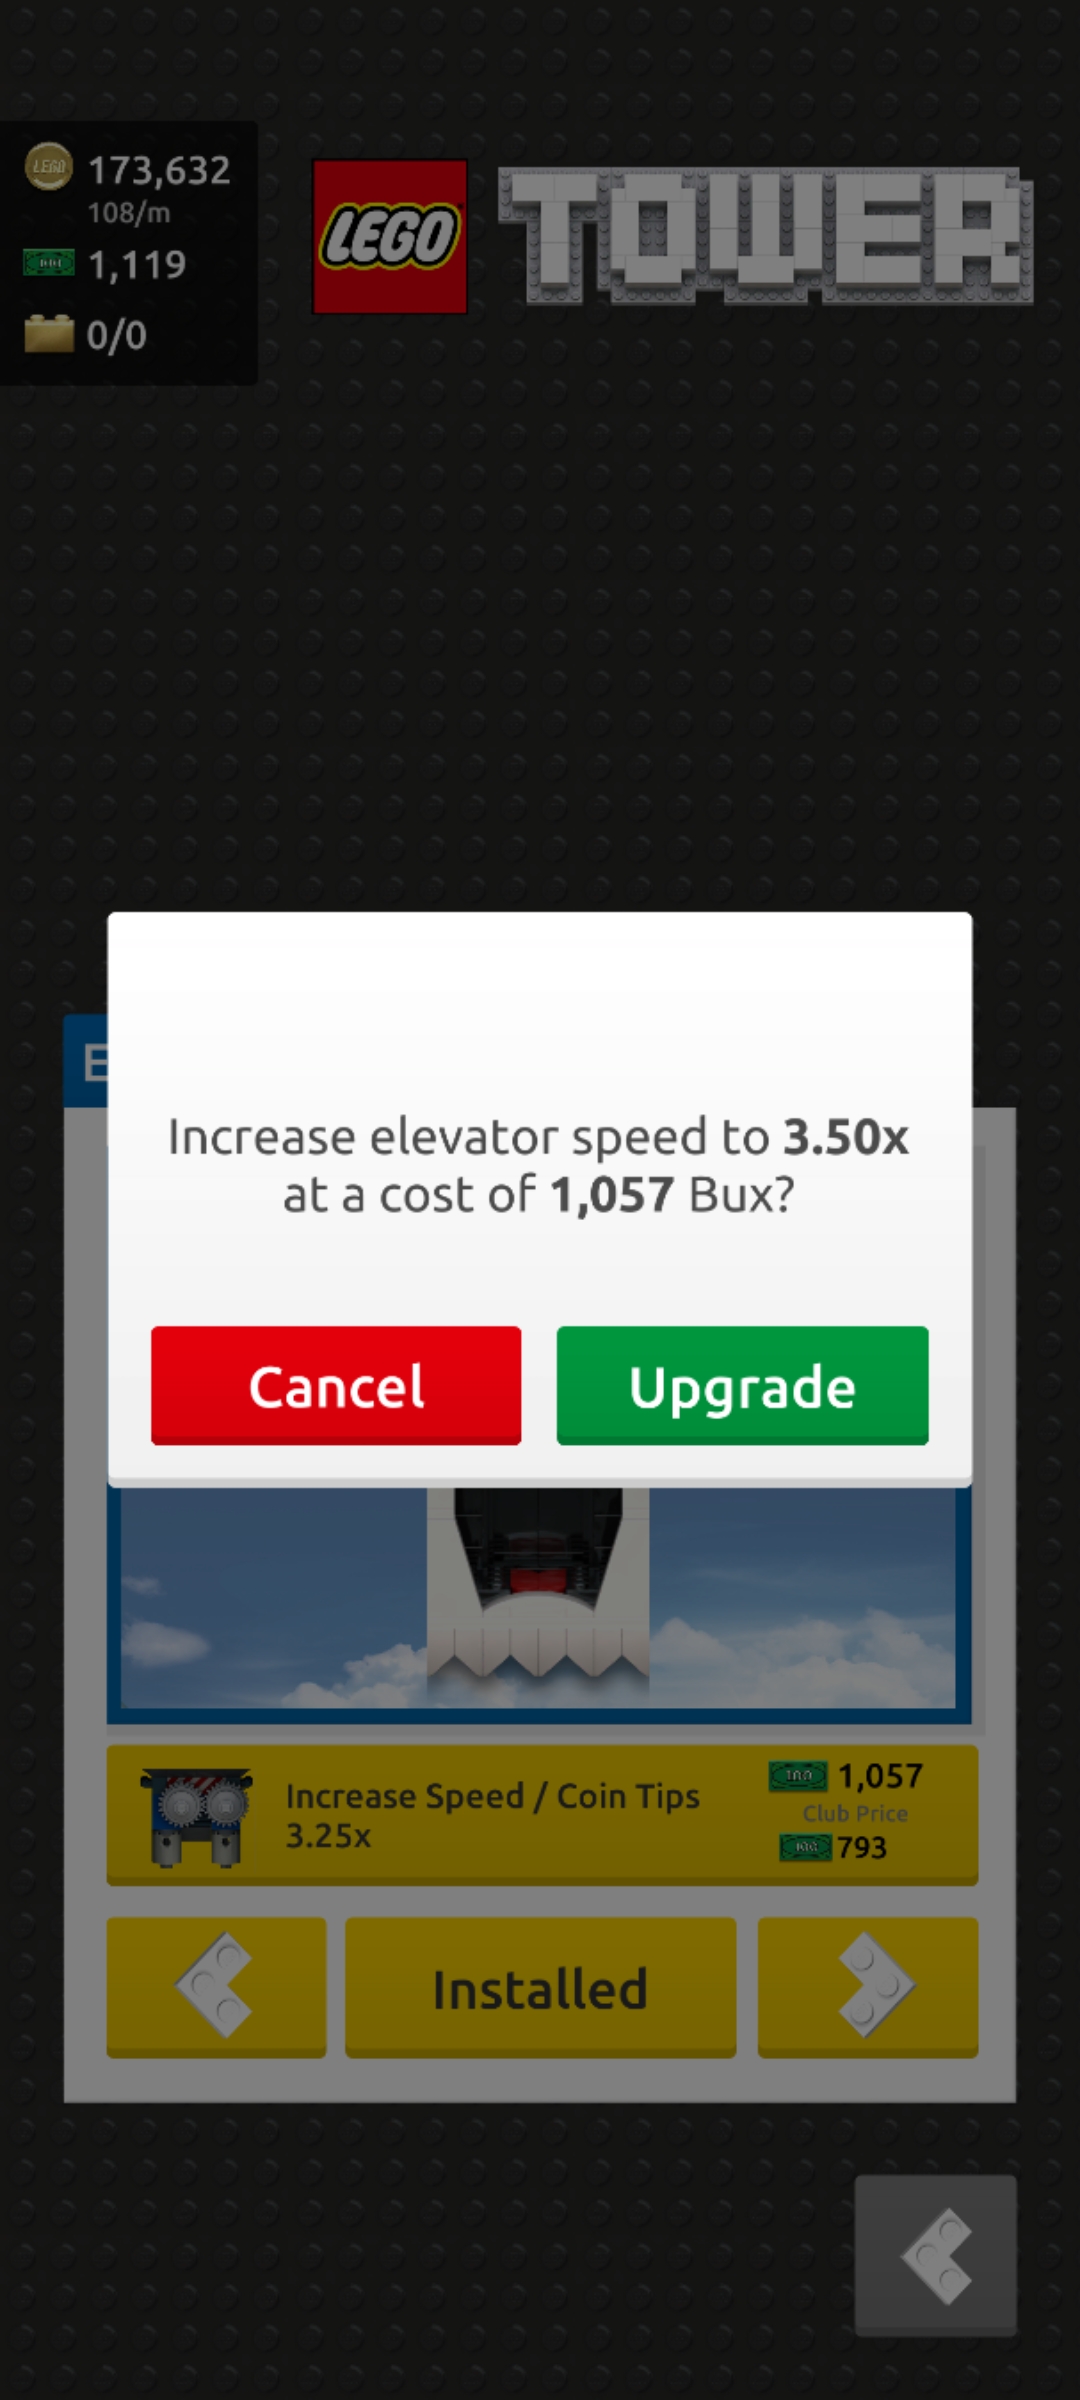 173,632
108/m
1,119
0/0
LEGO TOWER
Increase elevator speed to 3.50x
at a cost of 1,057 Bux?
Cancel
Upgrade
Increase Speed / Coin Tips
3.25x
1,057
Club Price
793
Installed